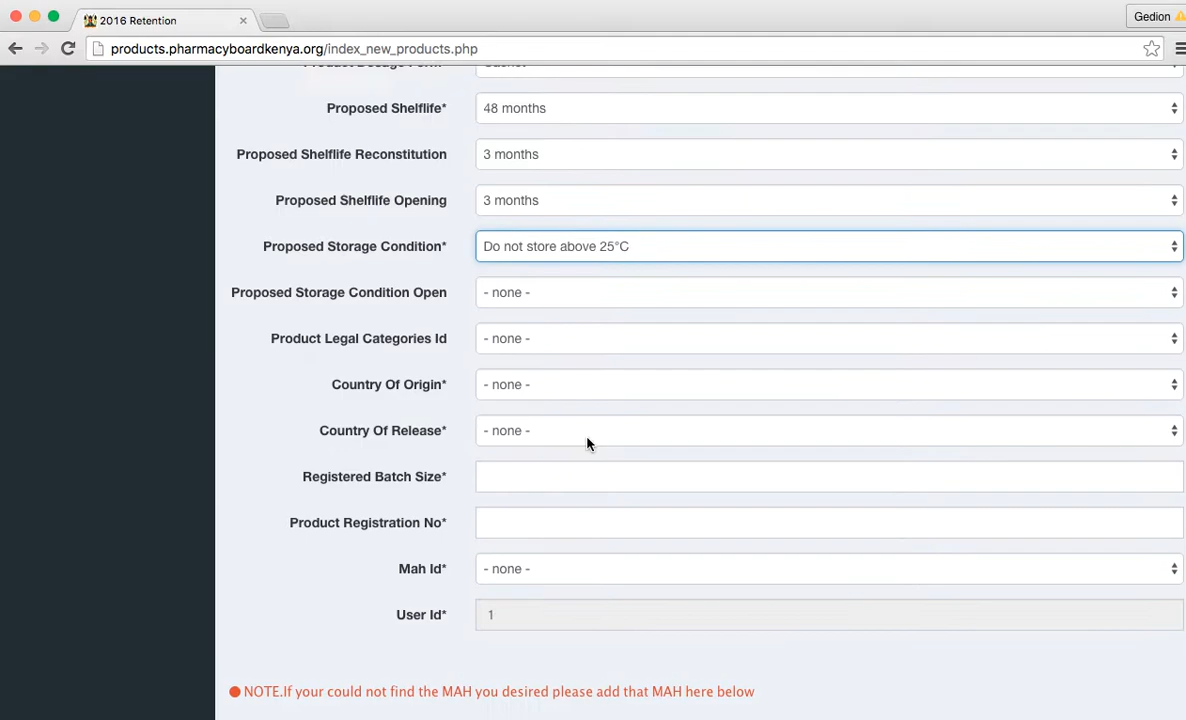 2016 Retention
Gedion
products.pharmacyboardkenya.org/index_new_products.php
Product Dosage Form
Proposed Shelflife* 48 months
Proposed Shelflife Reconstitution 3 months
Proposed Shelflife Opening 3 months
Proposed Storage Condition* Do not store above 25°C
Proposed Storage Condition Open - none -
Product Legal Categories Id - none -
Country Of Origin* - none -
Country Of Release* - none -
Registered Batch Size*
Product Registration No*
Mah Id* - none -
User Id* 1
NOTE.If your could not find the MAH you desired please add that MAH here below